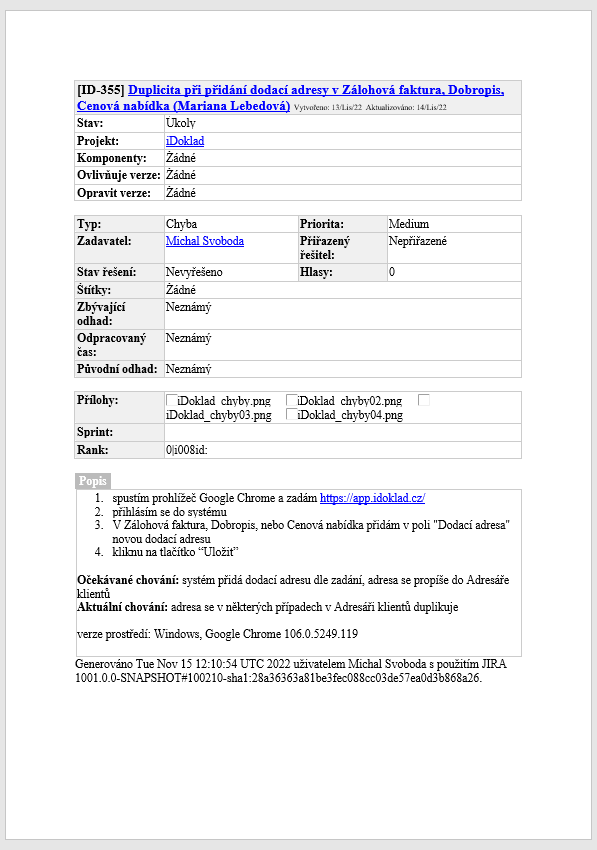 [ID-355] Duplicita při přidání dodací adresy v Zálohová faktura, Dobropis,
Cenová nabídka (Mariana Lebedová) Vytvořeno: 13/Lis/22 Aktualizováno: 14/Lis/22
Stav: Úkoly
Projekt: iDoklad
Komponenty: Žádné
Ovlivňuje verze: Žádné
Opravit verze: Žádné
Typ: Chyba Priorita: Medium
Zadavatel: Michal Svoboda Přiřazený Nepřiřazené
řešitel:
Stav řešení: Nevyřešeno Hlasy: 0
Štítky: Žádné
Zbývající Neznámý
odhad:
Odpracovaný Neznámý
čas:
Původní odhad: Neznámý
Přílohy: iDoklad_chyby.png iDoklad_chyby02.png
iDoklad_chyby03.png iDoklad_chyby04.png
Sprint:
Rank: 0|i008id:
Popis
1. spustím prohlížeč Google Chrome a zadám https://app.idoklad.cz/
2. přihlásím se do systému
3. V Zálohová faktura, Dobropis, nebo Cenová nabídka přidám v poli "Dodací adresa"
novou dodací adresu
4. kliknu na tlačítko “Uložit”
Očekávané chování: systém přidá dodací adresu dle zadání, adresa se propíše do Adresáře
klientů
Aktuální chování: adresa se v některých případech v Adresáři klientů duplikuje
verze prostředí: Windows, Google Chrome 106.0.5249.119
Generováno Tue Nov 15 12:10:54 UTC 2022 uživatelem Michal Svoboda s použitím JIRA
1001.0.0-SNAPSHOT#100210-sha1:28a36363a81be3fec088cc03de57ea0d3b868a26.